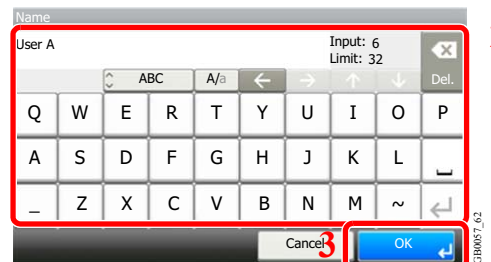 Name
User A
Input: 6
Limit: 32
ABC A/a ← → ↑ ↓ Del.
Q W E R T Y U I O P
A S D F G H J K L
_ Z X C V B N M ~
Cancel 3 OK
GB0057_62